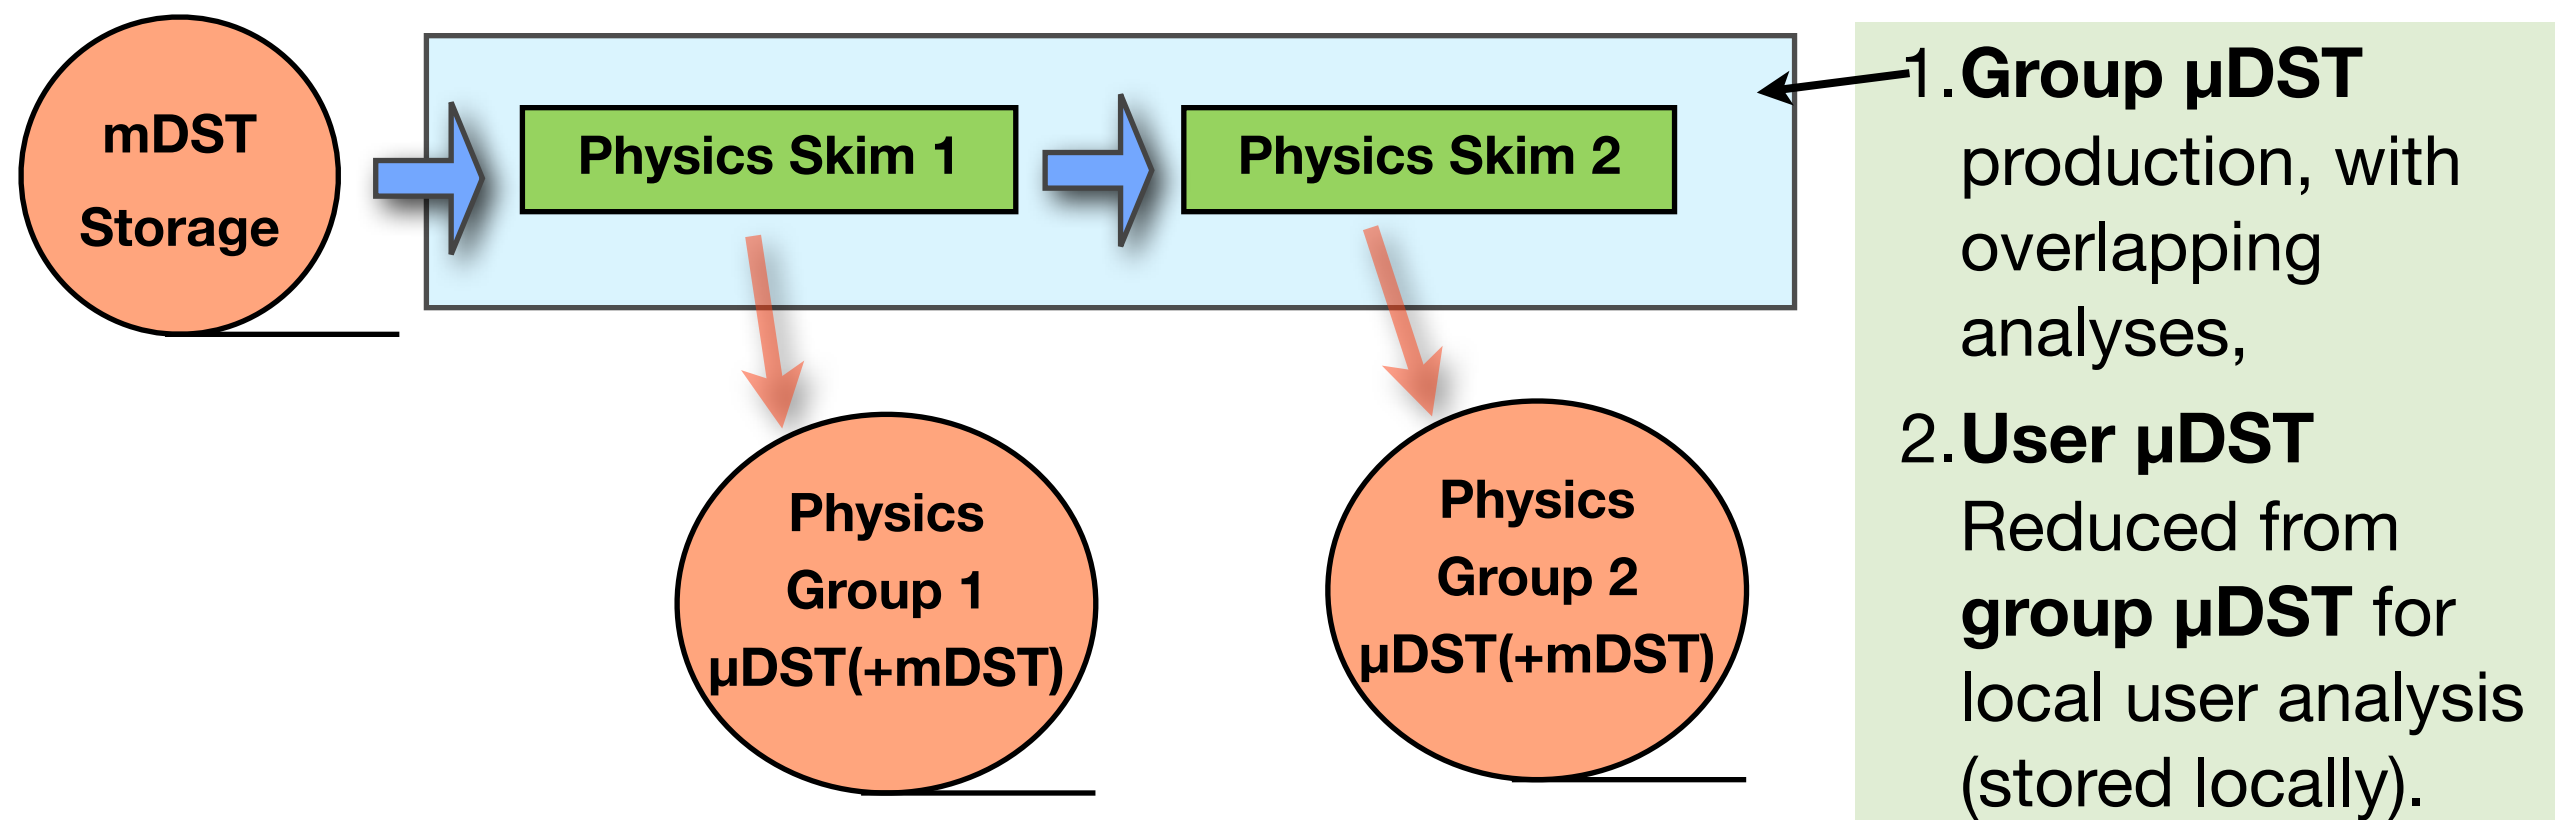 mDST
Storage
Physics Skim 1
Physics Skim 2
Physics
Group 1
µDST(+mDST)
Physics
Group 2
µDST(+mDST)
1.Group µDST
production, with
overlapping
analyses,
2.User µDST
Reduced from
group µDST for
local user analysis
(stored locally).